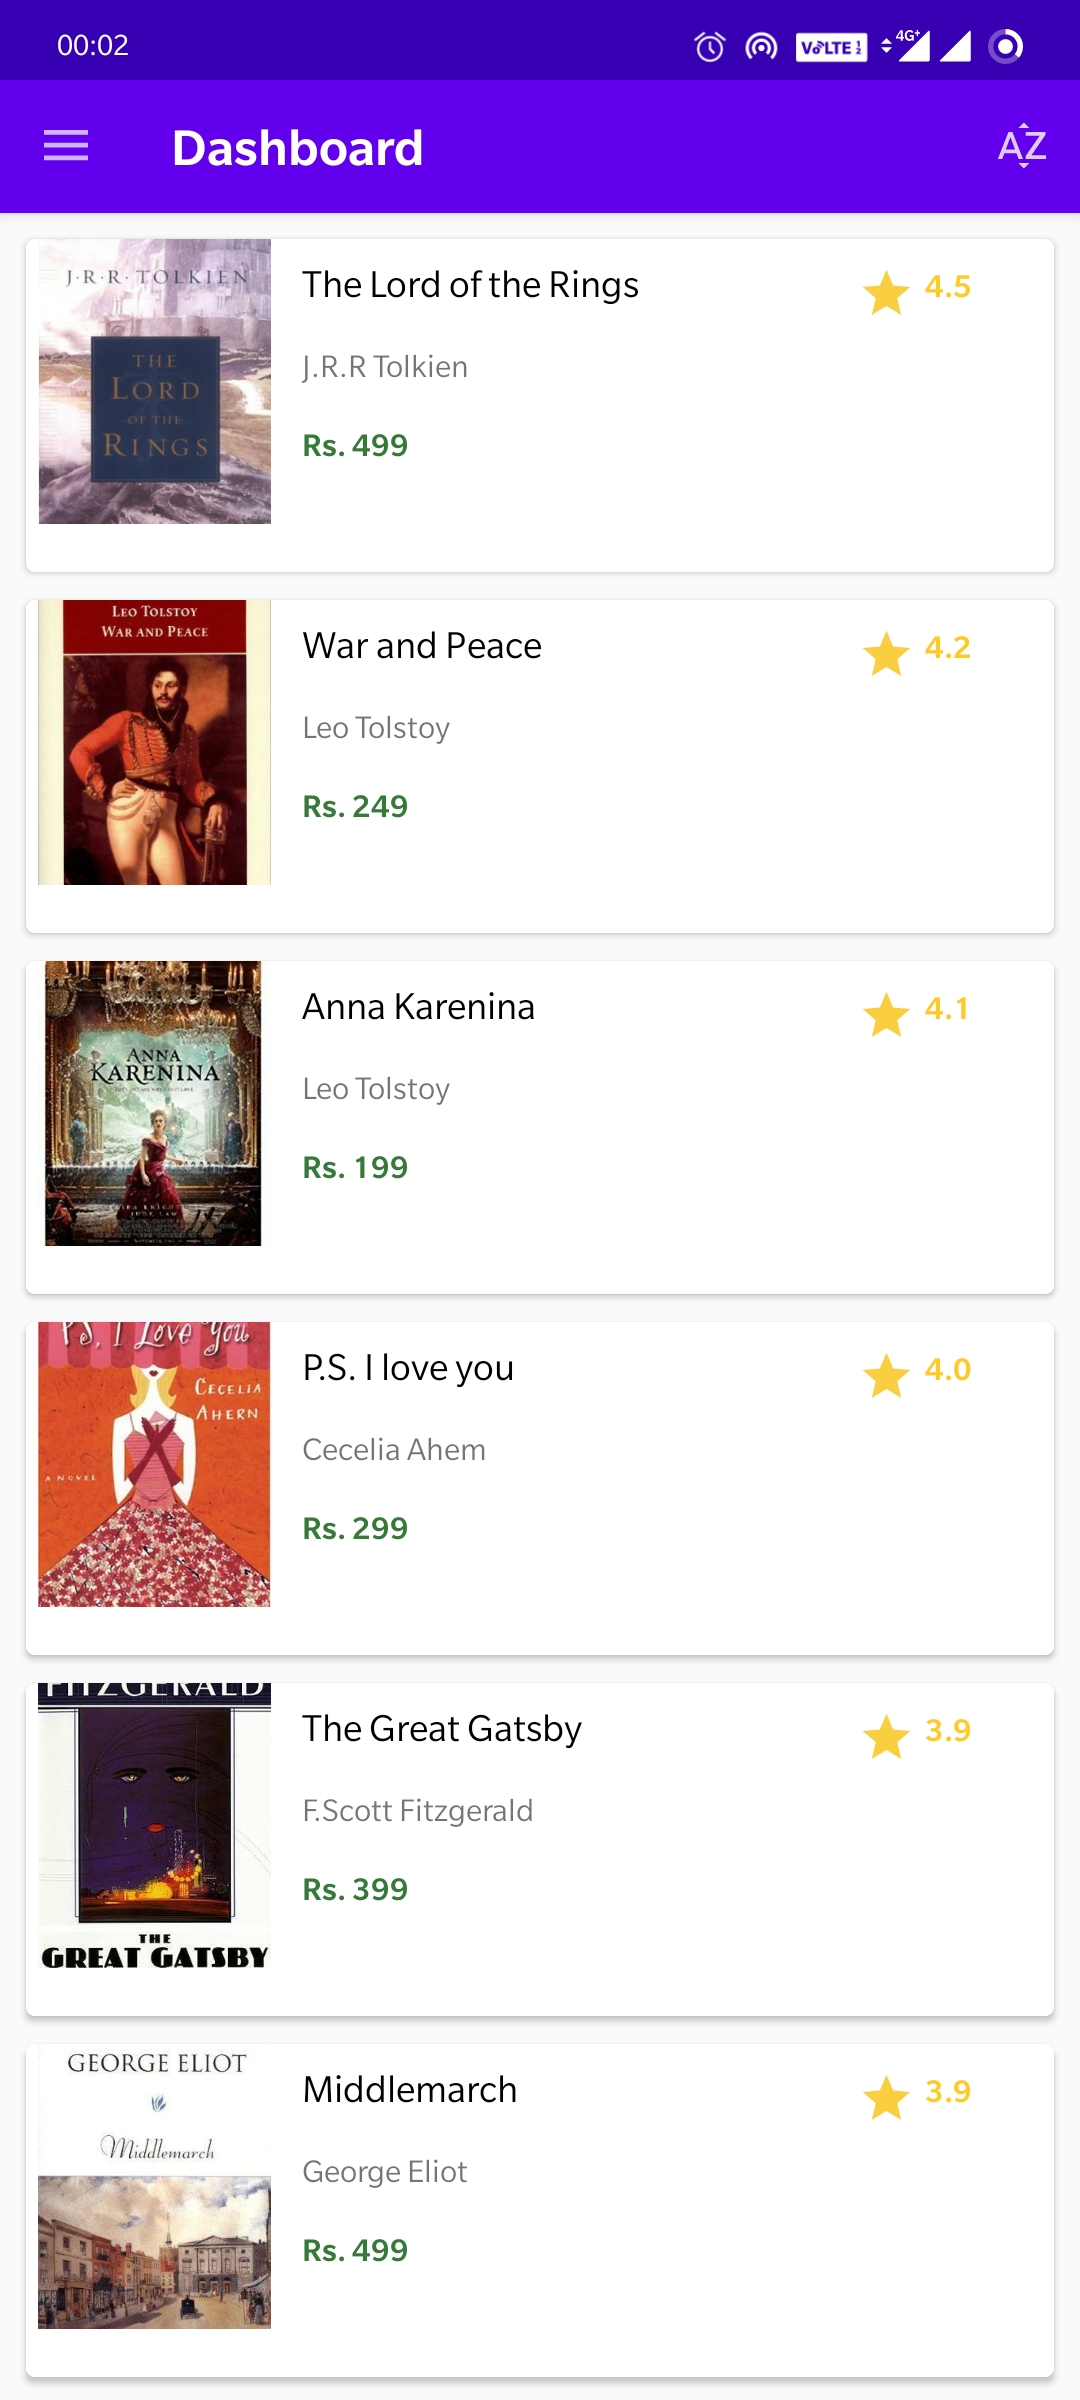 00:02
VoLTE 1 2
4G+
Dashboard
AZ
J·R·R·TOLKIEN
THE
LORD
OF THE
RINGS
The Lord of the Rings
4.5
J.R.R Tolkien
Rs. 499
LEO TOLSTOY
WAR AND PEACE
War and Peace
4.2
Leo Tolstoy
Rs. 249
ANNA
KARENINA
Anna Karenina
4.1
Leo Tolstoy
Rs. 199
PS, I Love You
CECELIA
AHERN
A NOVEL
P.S. I love you
4.0
Cecelia Ahem
Rs. 299
FITZGERALD
THE
GREAT GATSBY
The Great Gatsby
3.9
F.Scott Fitzgerald
Rs. 399
GEORGE ELIOT
Middlemarch
Middlemarch
3.9
George Eliot
Rs. 499